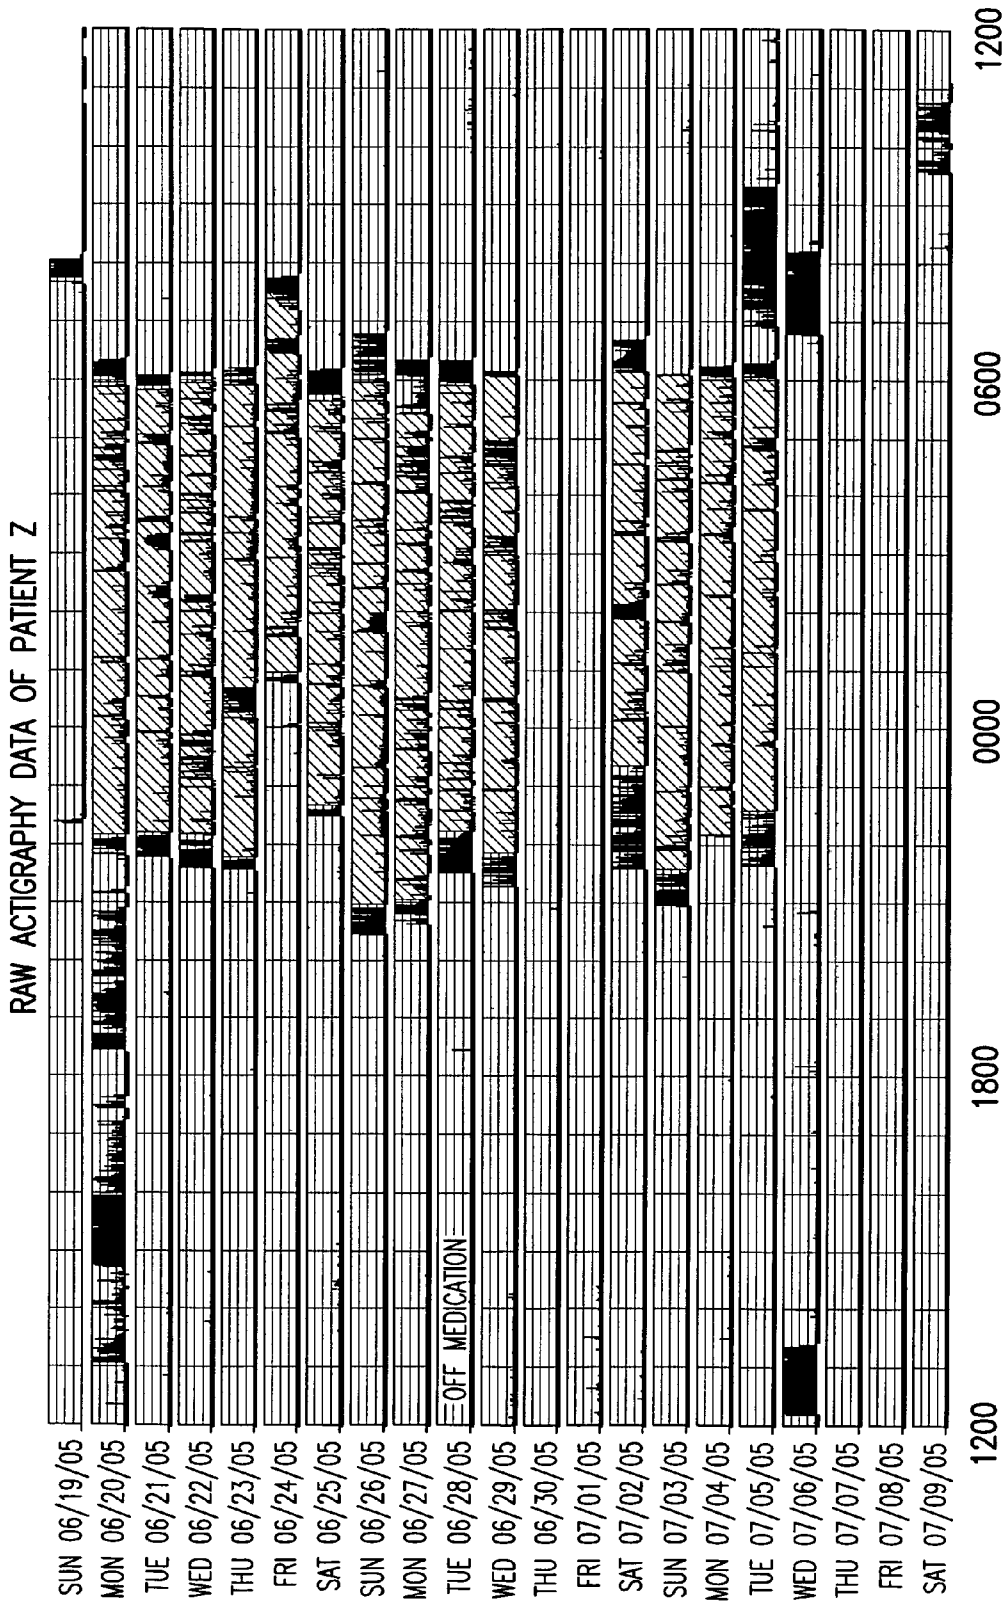 RAW ACTIGRAPHY DATA OF PATIENT Z
SUN 06/19/05
MON 06/20/05
TUE 06/21/05
WED 06/22/05
THU 06/23/05
FRI 06/24/05
SAT 06/25/05
SUN 06/26/05
MON 06/27/05
TUE 06/28/05
OFF MEDICATION
WED 06/29/05
THU 06/30/05
FRI 07/01/05
SAT 07/02/05
SUN 07/03/05
MON 07/04/05
TUE 07/05/05
WED 07/06/05
THU 07/07/05
FRI 07/08/05
SAT 07/09/05
1200 1800 0000 0600 1200